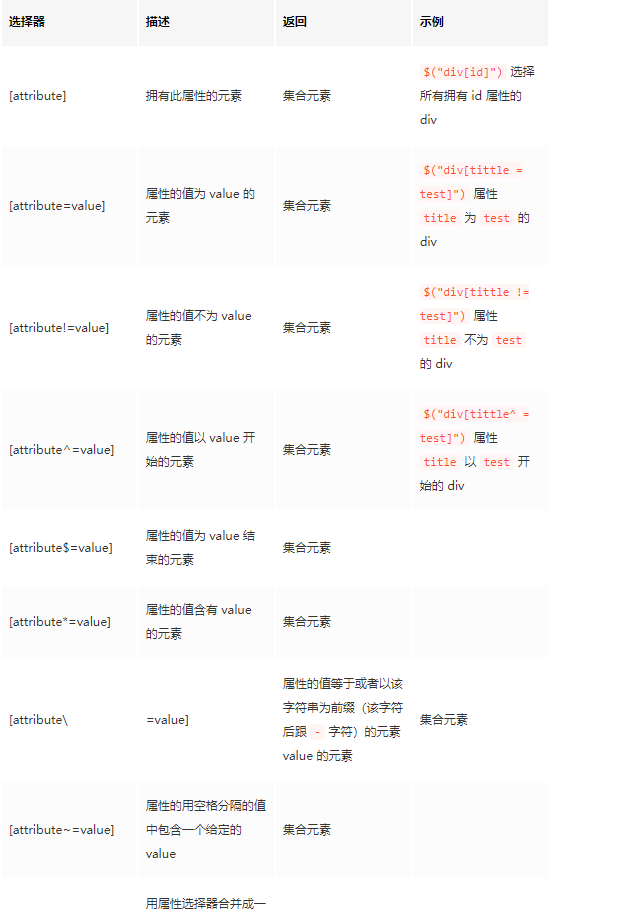 选择器 描述 返回 示例
[attribute] 拥有此属性的元素 集合元素 $("div[id]") 选择
所有拥有 id 属性的
div
[attribute=value] 属性的值为 value 的
元素 集合元素 $("div[tittle =
test]") 属性
title 为 test 的
div
[attribute!=value] 属性的值不为 value
的元素 集合元素 $("div[tittle !=
test]") 属性
title 不为 test
的 div
[attribute^=value] 属性的值以 value 开
始的元素 集合元素 $("div[tittle^ =
test]") 属性
title 以 test 开
始的 div
[attribute$=value] 属性的值为 value 结
束的元素 集合元素
[attribute*=value] 属性的值含有 value
的元素 集合元素
[attribute\ =value] 属性的值等于或者以该
字符串为前缀（该字符
后跟 - 字符）的元素
value 的元素 集合元素
[attribute~=value] 属性的用空格分隔的值
中包含一个给定的
value 集合元素
用属性选择器合并成一